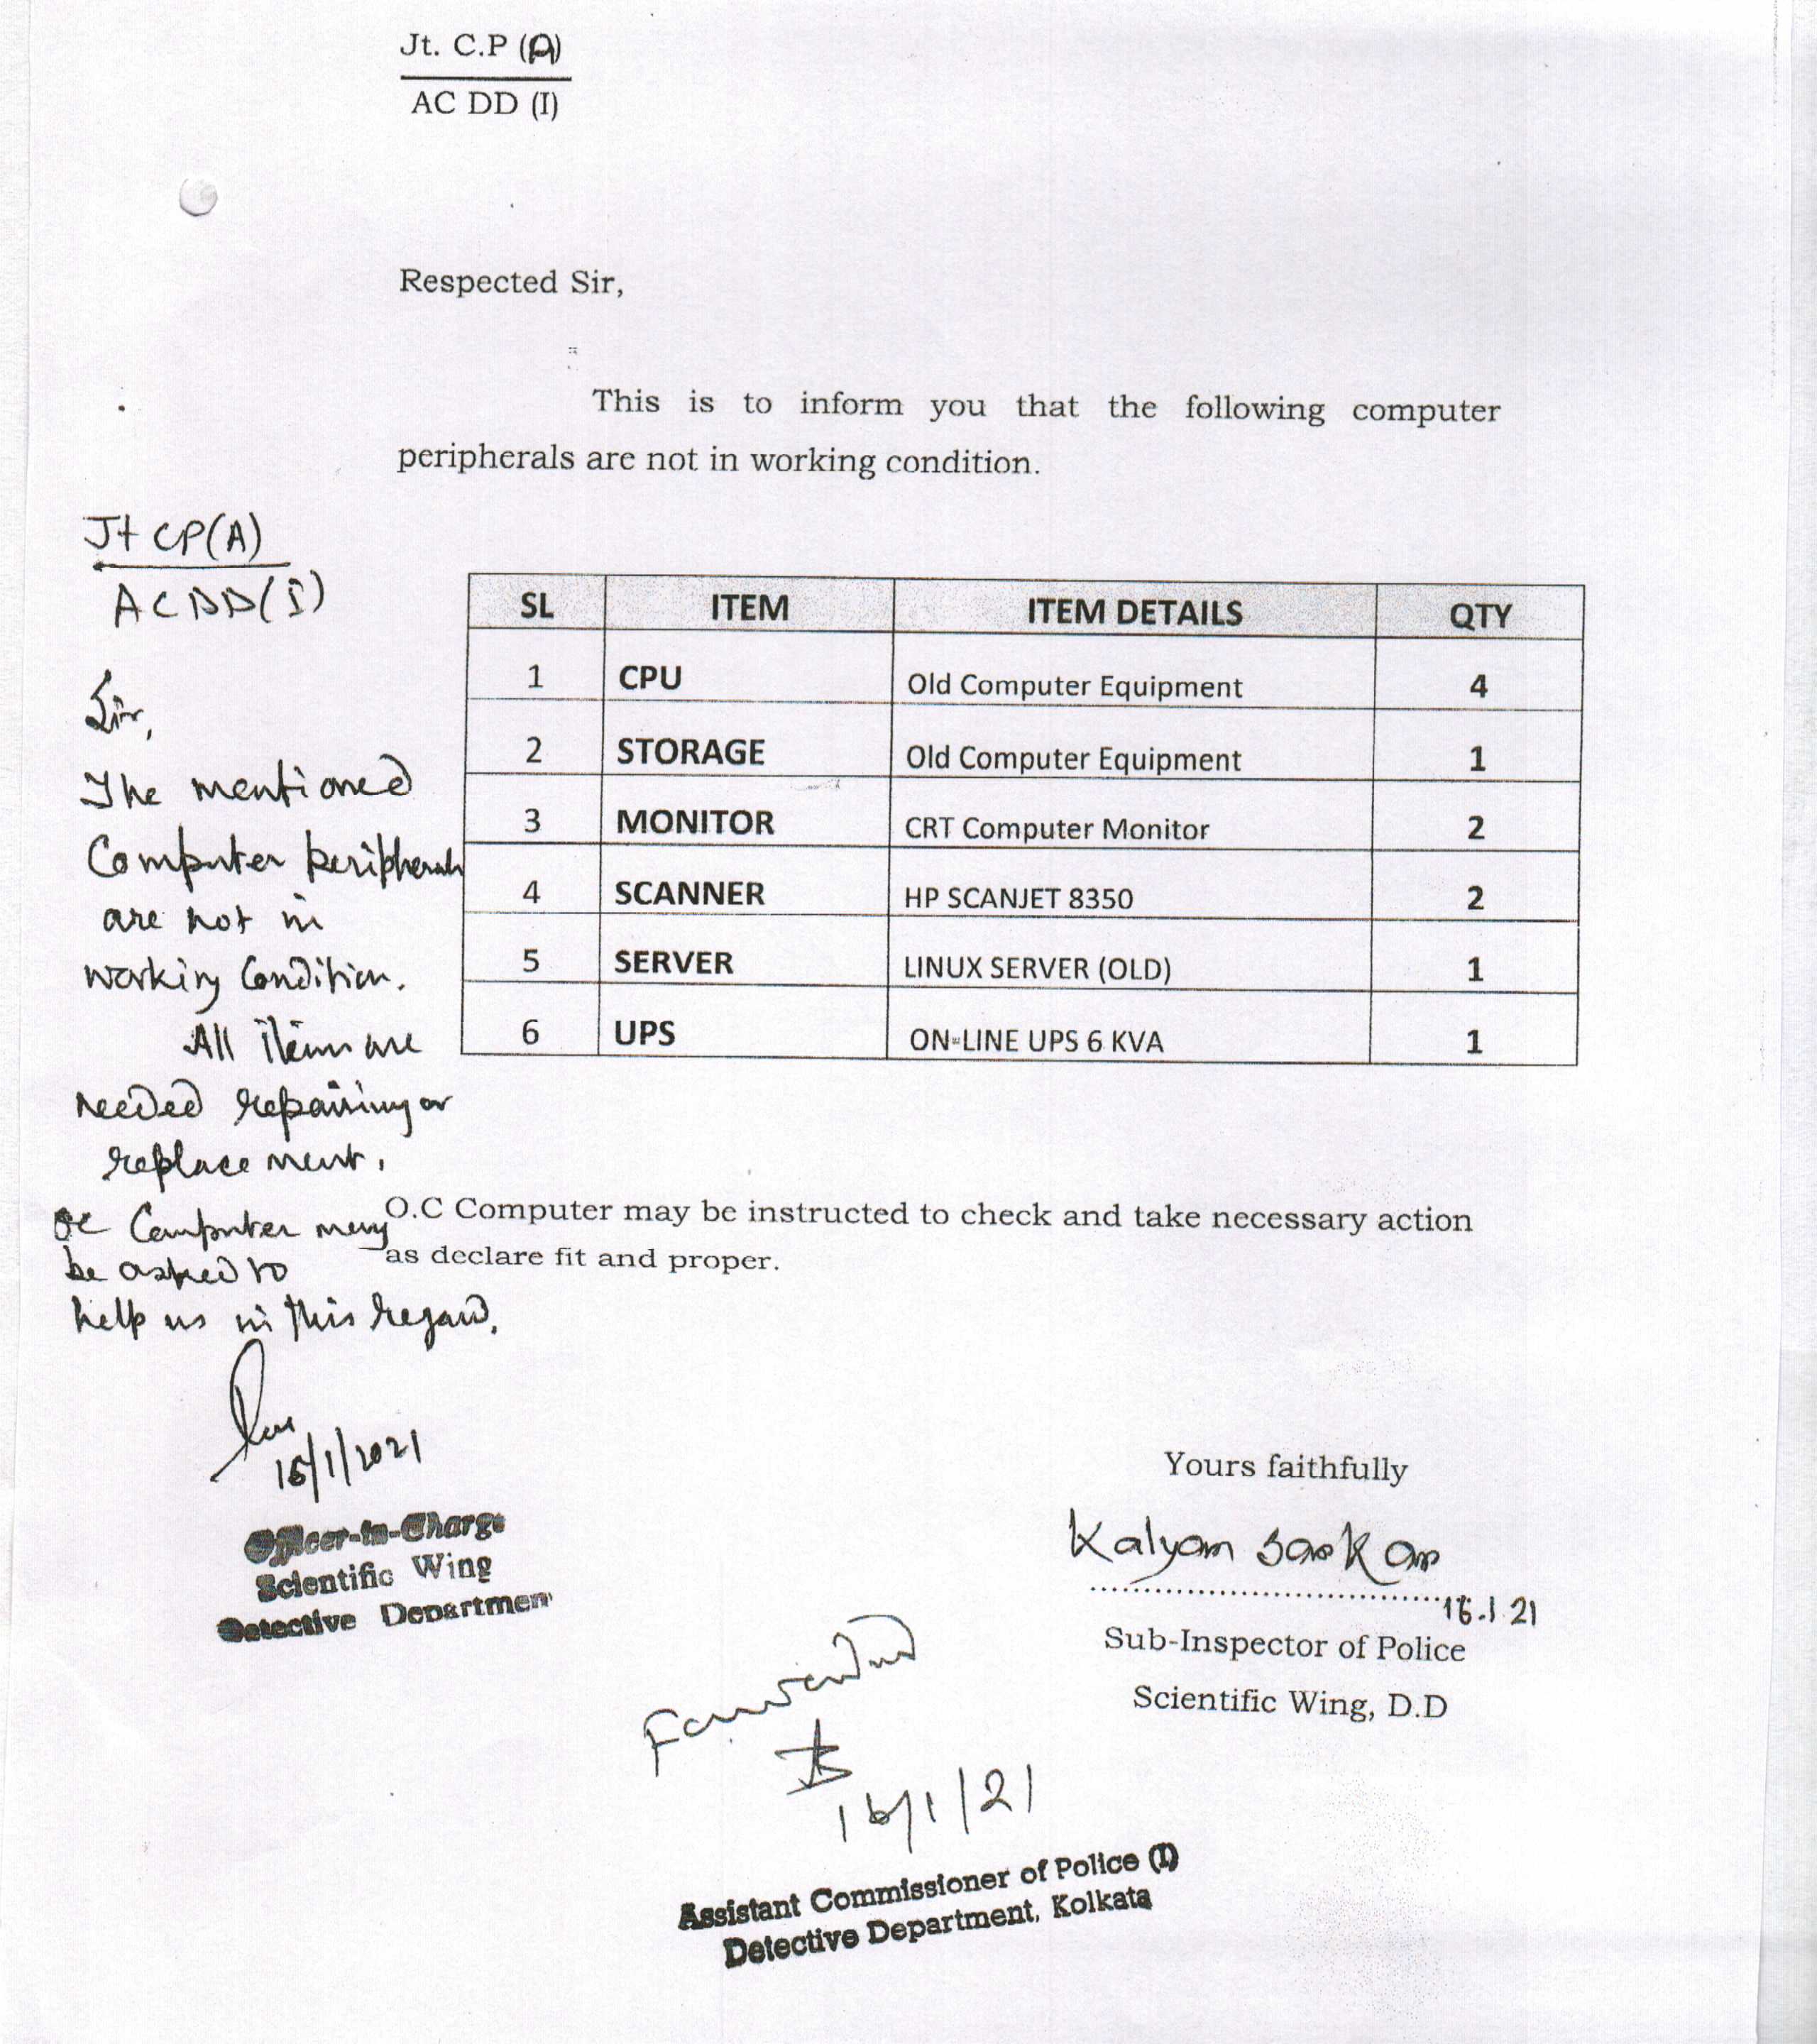 Jt. C.P (A)
AC DD (I)
Respected Sir,
This is to inform you that the following computer
peripherals are not in working condition.
Jt CP(A)
ACDD(I)
Sir,
The mentioned
Computer peripherals
are not in
working Condition.
All items are
needed repairing or
replacement.
OC Computer may
be asked to
help us in this regard.
15/1/2021
Officer-in-Charge
Scientific Wing
Detective Department
SL ITEM ITEM DETAILS QTY
1 CPU Old Computer Equipment 4
2 STORAGE Old Computer Equipment 1
3 MONITOR CRT Computer Monitor 2
4 SCANNER HP SCANJET 8350 2
5 SERVER LINUX SERVER (OLD) 1
6 UPS ON-LINE UPS 6 KVA 1
O.C Computer may be instructed to check and take necessary action
as declare fit and proper.
Yours faithfully
Kalyan Sarkar
16.1.21
Sub-Inspector of Police
Scientific Wing, D.D
Forwarded
16/1/21
Assistant Commissioner of Police (I)
Detective Department, Kolkata